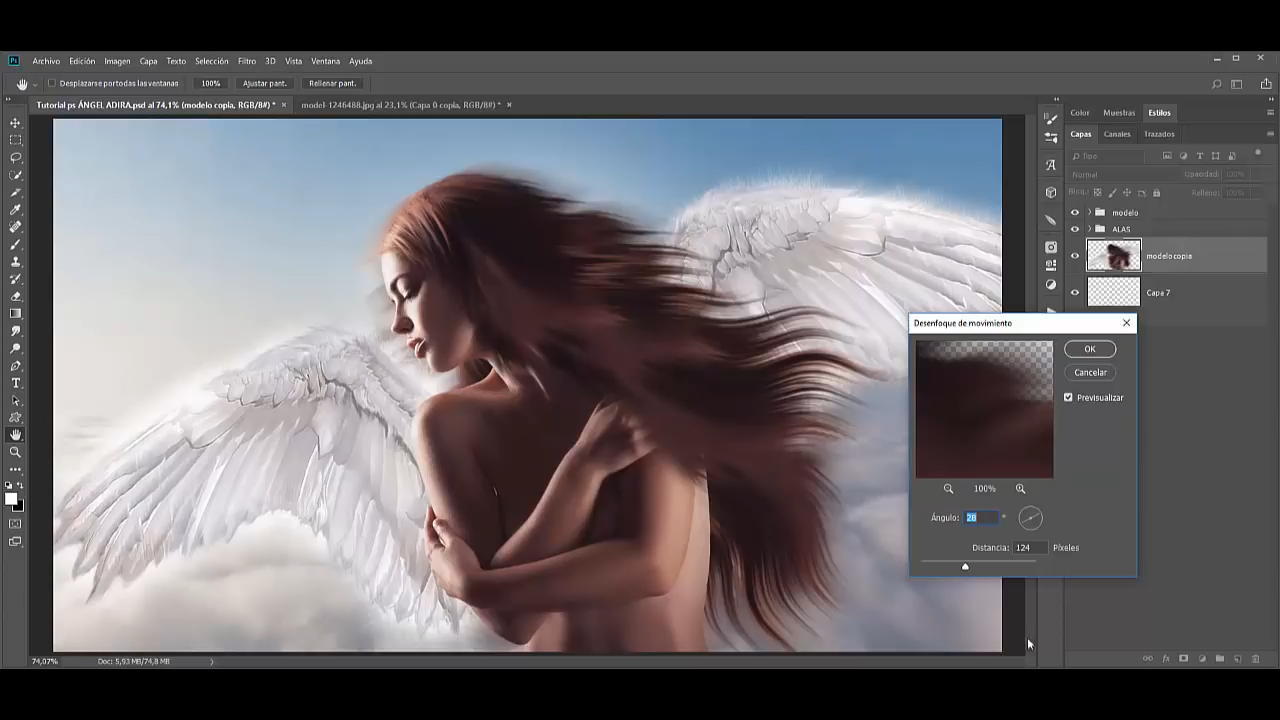 Ps Archivo Edición Imagen Capa Texto Selección Filtro 3D Vista Ventana Ayuda
Desplazarse por todas las ventanas 100% Ajustar pant. Rellenar pant.
Tutorial ps ÁNGEL ADIRA.psd al 74,1% (modelo copia, RGB/8#) * × model-1246488.jpg al 23,1% (Capa 0 copia, RGB/8#) * ×
Color Muestras Estilos
Capas Canales Trazados
Tipo
Normal Opacidad: 100%
Bloq.: Relleno: 100%
modelo
ALAS
modelo copia
Capa 7
Desenfoque de movimiento
OK
Cancelar
Previsualizar
100%
Ángulo: 28 °
Distancia: 124 Píxeles
74,07% Doc: 5,93 MB/74,8 MB